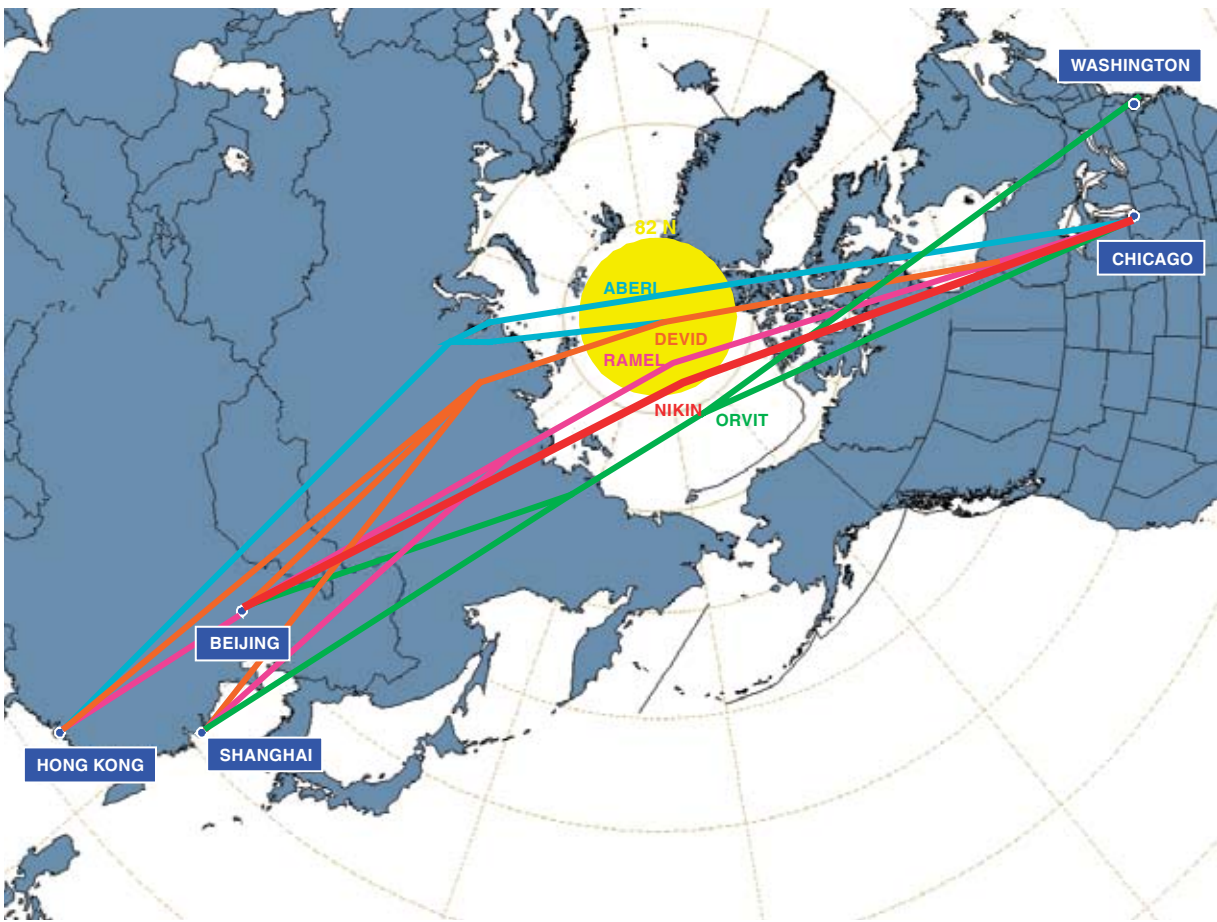 WASHINGTON
CHICAGO
82 N
ABERI
DEVID
RAMEL
NIKIN
ORVIT
BEIJING
HONG KONG
SHANGHAI